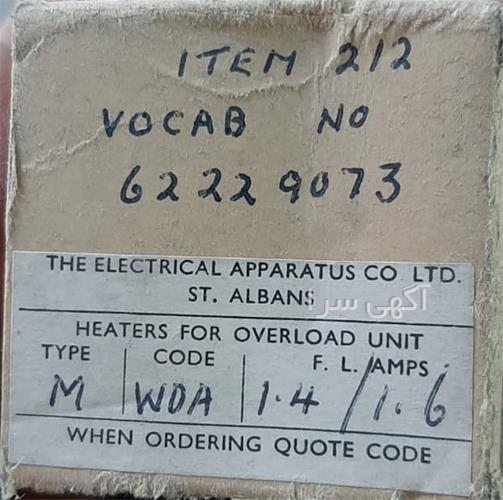 ITEM 212
VOCAB NO
62229073
THE ELECTRICAL APPARATUS CO LTD.
ST. ALBANS
آگهی سرا
HEATERS FOR OVERLOAD UNIT
TYPE CODE F. L. AMPS
M WDA 1.4/1.6
WHEN ORDERING QUOTE CODE